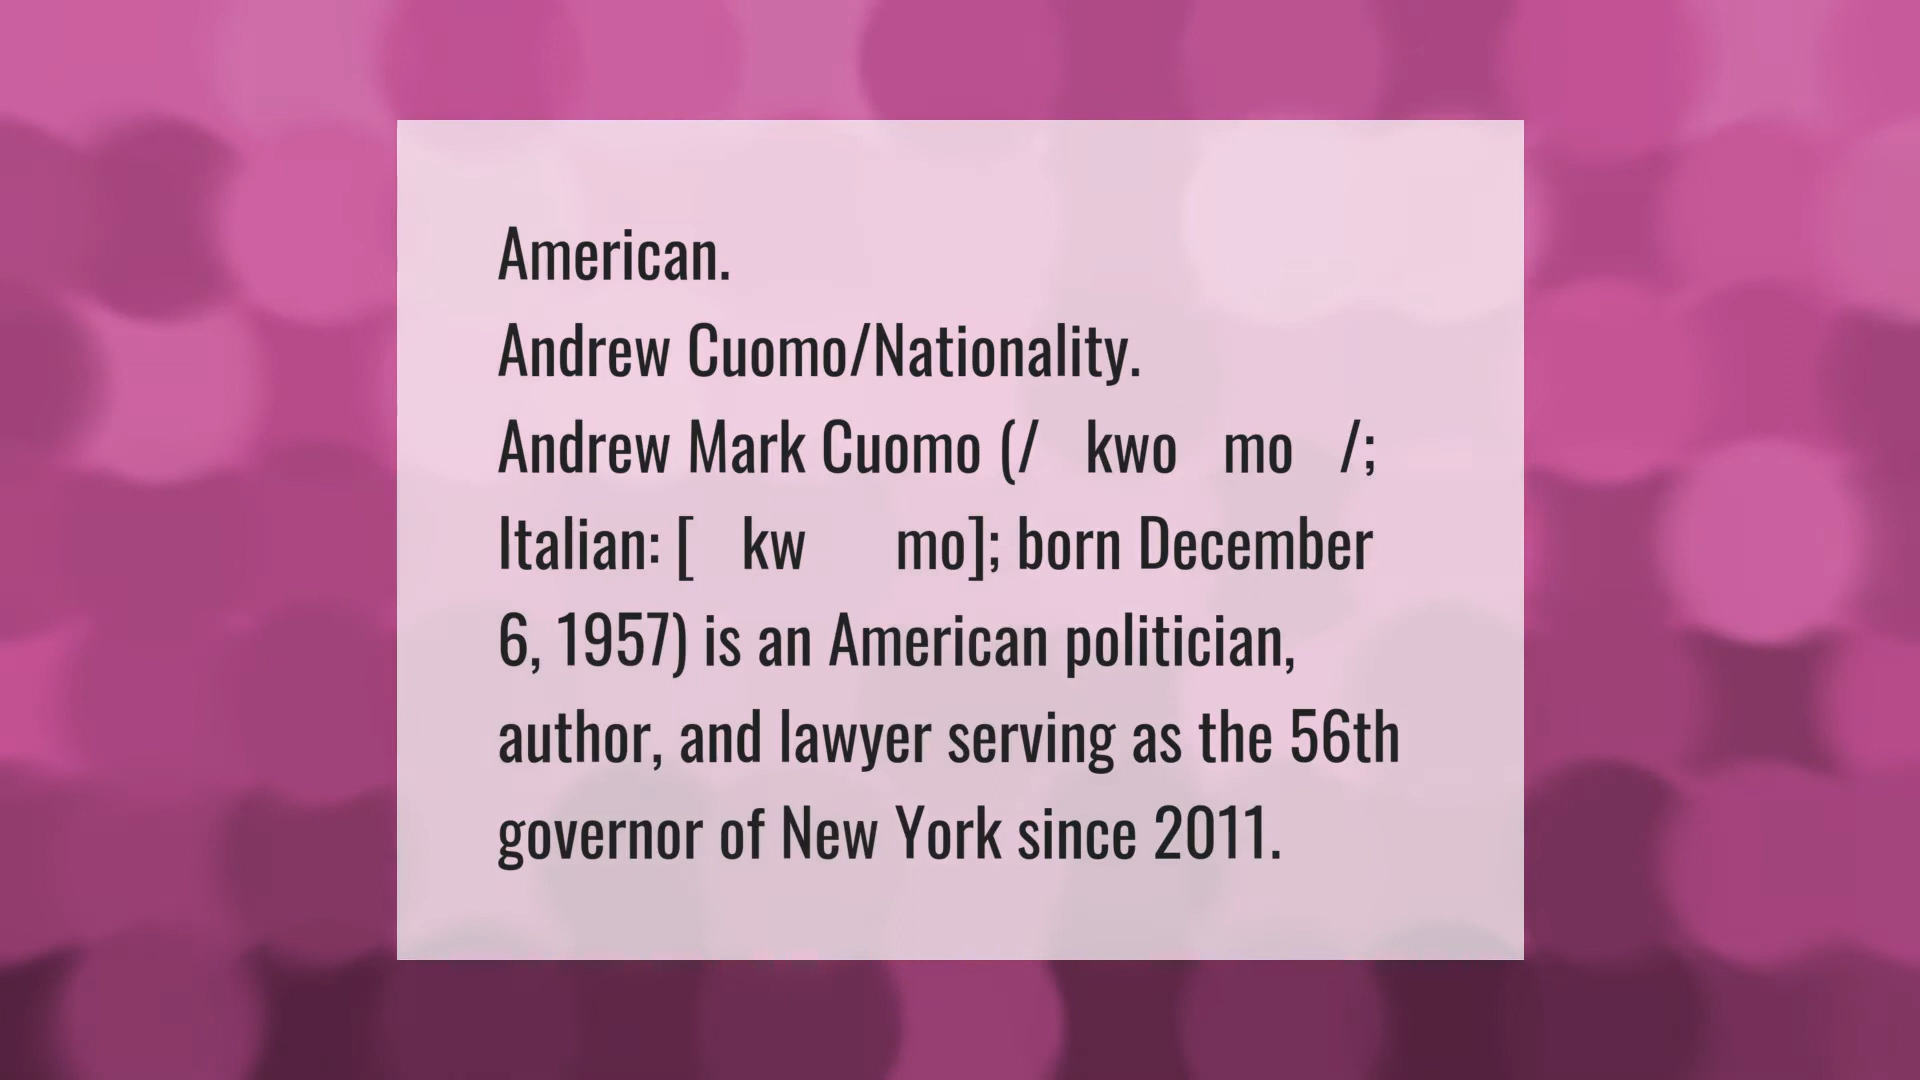 American.
Andrew Cuomo/Nationality.
Andrew Mark Cuomo (/ kwo mo /;
Italian: [ kw mo]; born December
6, 1957) is an American politician,
author, and lawyer serving as the 56th
governor of New York since 2011.